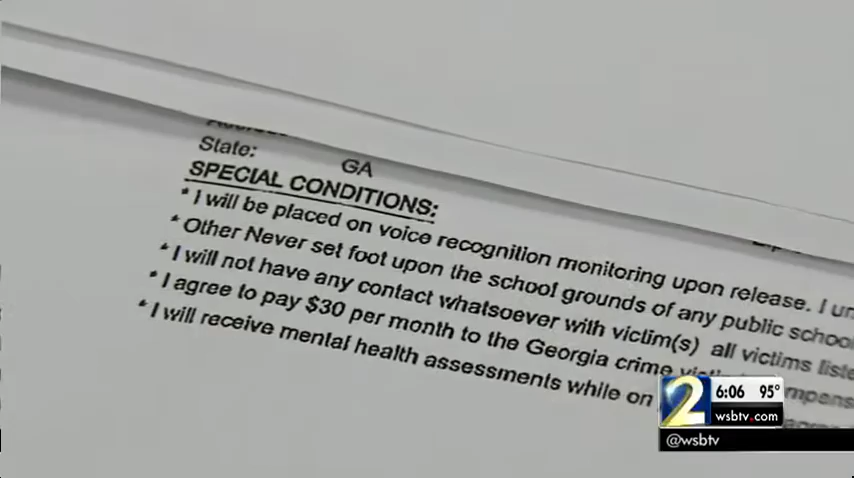 State: GA
SPECIAL CONDITIONS:
* I will be placed on voice recognition monitoring upon release. I
* Other Never set foot upon the school grounds of any public school
* I will not have any contact whatsoever with victim(s) all victims
* I agree to pay $30 per month to the Georgia crime
* I will receive mental health assessments while on
2 6:06 95°
wsbtv.com
@wsbtv